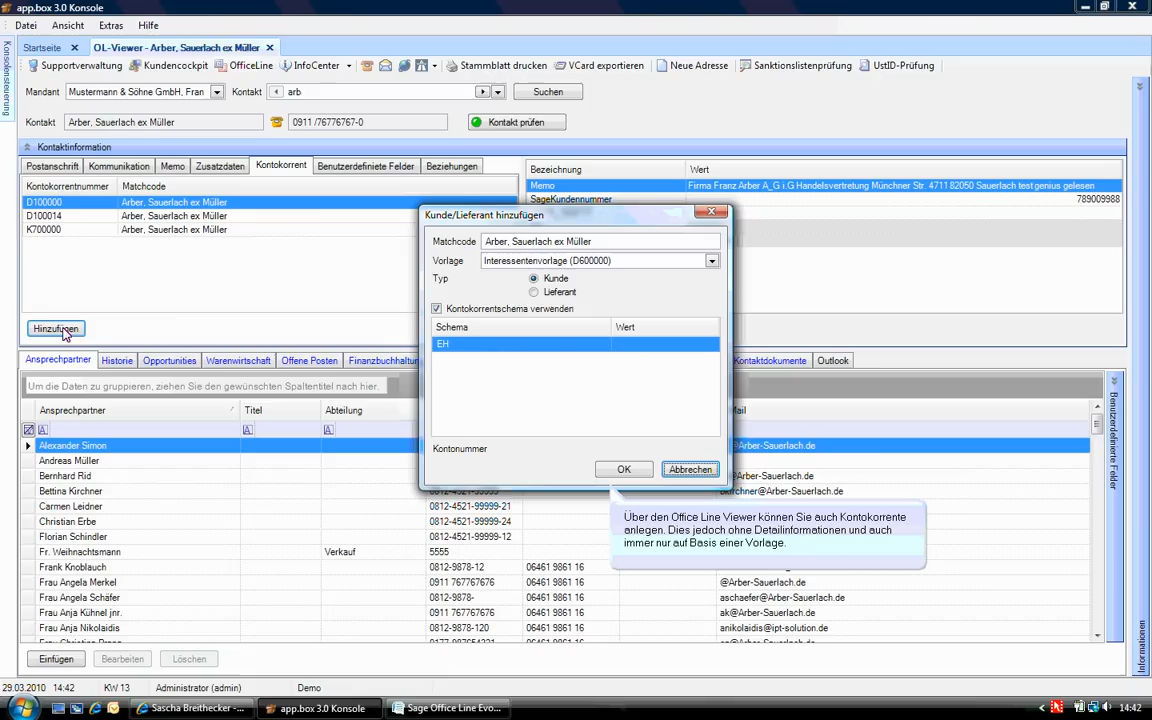 app.box 3.0 Konsole
Datei Ansicht Extras Hilfe
Konsolensteuerung
Startseite OL-Viewer - Arber, Sauerlach ex Müller
Supportverwaltung Kundencockpit OfficeLine InfoCenter Stammblatt drucken VCard exportieren Neue Adresse Sanktionslistenprüfung UstID-Prüfung
Mandant Mustermann & Söhne GmbH, Fran Kontakt arb Suchen
Kontakt Arber, Sauerlach ex Müller 0911 /76776767-0 Kontakt prüfen
Kontaktinformation
Postanschrift Kommunikation Memo Zusatzdaten Kontokorrent Benutzerdefinierte Felder Beziehungen
Kontokorrentnummer Matchcode
D100000 Arber, Sauerlach ex Müller
D100014 Arber, Sauerlach ex Müller
K700000 Arber, Sauerlach ex Müller
Hinzufügen
Bezeichnung Wert
Memo Firma Franz Arber A_G i.G Handelsvertretung Münchner Str. 4711 82050 Sauerlach test genius gelesen
SageKundennummer 789009988
Kunde/Lieferant hinzufügen
Matchcode Arber, Sauerlach ex Müller
Vorlage Interessentenvorlage (D600000)
Typ Kunde
Lieferant
Kontokorrentschema verwenden
Schema Wert
EH
Kontonummer
OK Abbrechen
Über den Office Line Viewer können Sie auch Kontokorrente
anlegen. Dies jedoch ohne Detailinformationen und auch
immer nur auf Basis einer Vorlage.
Ansprechpartner Historie Opportunities Warenwirtschaft Offene Posten Finanzbuchhaltun Kontaktdokumente Outlook
Um die Daten zu gruppieren, ziehen Sie den gewünschten Spaltentitel nach hier.
Ansprechpartner Titel Abteilung Mail
Alexander Simon @Arber-Sauerlach.de
Andreas Müller
Bernhard Rid @Arber-Sauerlach.de
Bettina Kirchner 0812-4521-99999 bkirchner@Arber-Sauerlach.de
Carmen Leidner 0812-4521-99999-21
Christian Erbe 0812-4521-99999-24
Florian Schindler 0812-4521-99999-12
Fr. Weihnachtsmann Verkauf 5555
Frank Knoblauch 0812-9878-12 06461 9861 16
Frau Angela Merkel 0911 767767676 06461 9861 16 @Arber-Sauerlach.de
Frau Angela Schäfer 0812-9878- 06461 9861 16 aschaefer@Arber-Sauerlach.de
Frau Anja Kühnel jnr. 0911 767767676 06461 9861 16 ak@Arber-Sauerlach.de
Frau Anja Nikolaidis 0812-9878-120 06461 9861 16 anikolaidis@ipt-solution.de
Einfügen Bearbeiten Löschen
Benutzerdefinierte Felder
Informationen
29.03.2010 14:42 KW 13 Administrator (admin) Demo
Sascha Breithecker - ... app.box 3.0 Konsole Sage Office Line Evo... 14:42